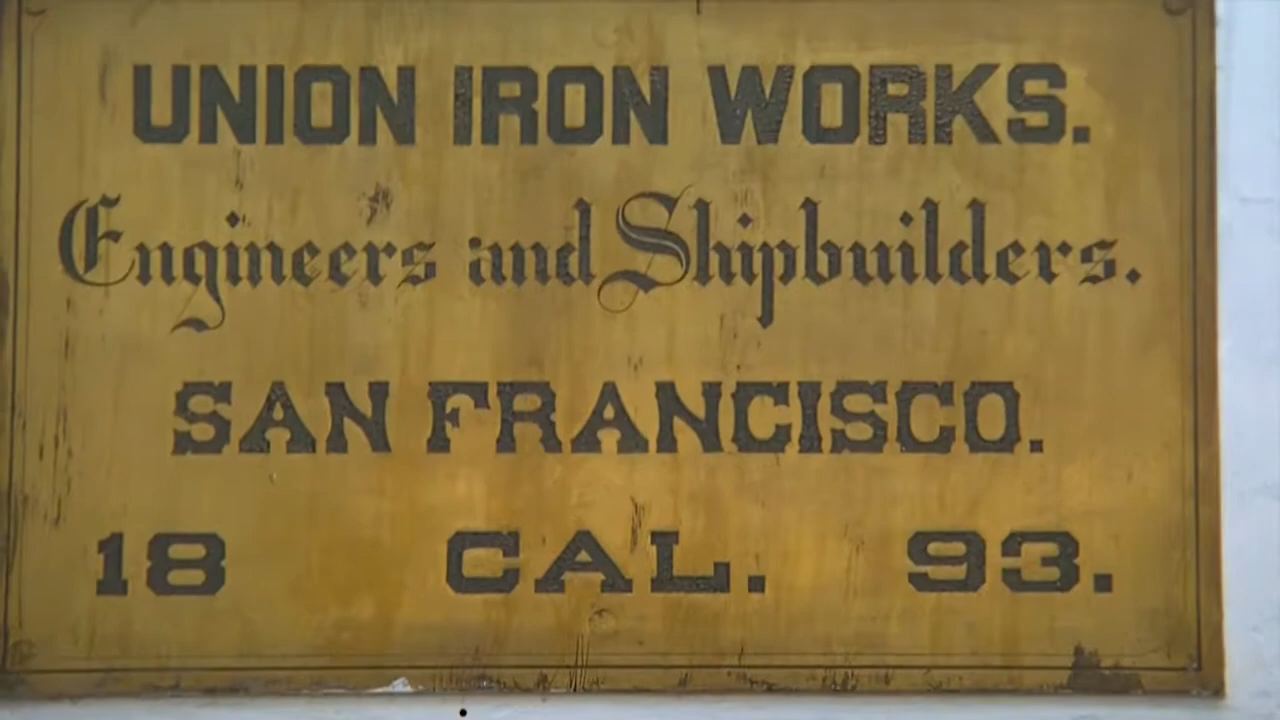 UNION IRON WORKS.
Engineers and Shipbuilders.
SAN FRANCISCO.
18 CAL. 93.